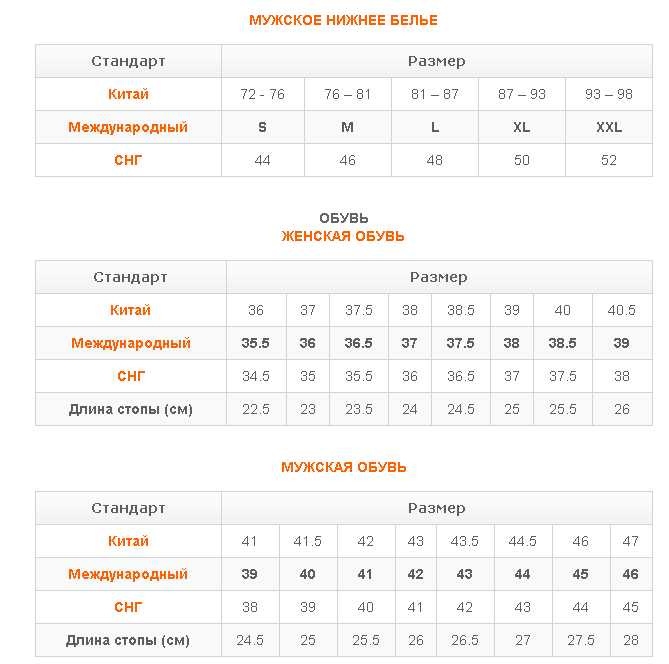 МУЖСКОЕ НИЖНЕЕ БЕЛЬЕ
Стандарт Размер
Китай 72 - 76 76 – 81 81 – 87 87 – 93 93 – 98
Международный S M L XL XXL
СНГ 44 46 48 50 52
ОБУВЬ
ЖЕНСКАЯ ОБУВЬ
Стандарт Размер
Китай 36 37 37.5 38 38.5 39 40 40.5
Международный 35.5 36 36.5 37 37.5 38 38.5 39
СНГ 34.5 35 35.5 36 36.5 37 37.5 38
Длина стопы (см) 22.5 23 23.5 24 24.5 25 25.5 26
МУЖСКАЯ ОБУВЬ
Стандарт Размер
Китай 41 41.5 42 43 43.5 44.5 46 47
Международный 39 40 41 42 43 44 45 46
СНГ 38 39 40 41 42 43 44 45
Длина стопы (см) 24.5 25 25.5 26 26.5 27 27.5 28